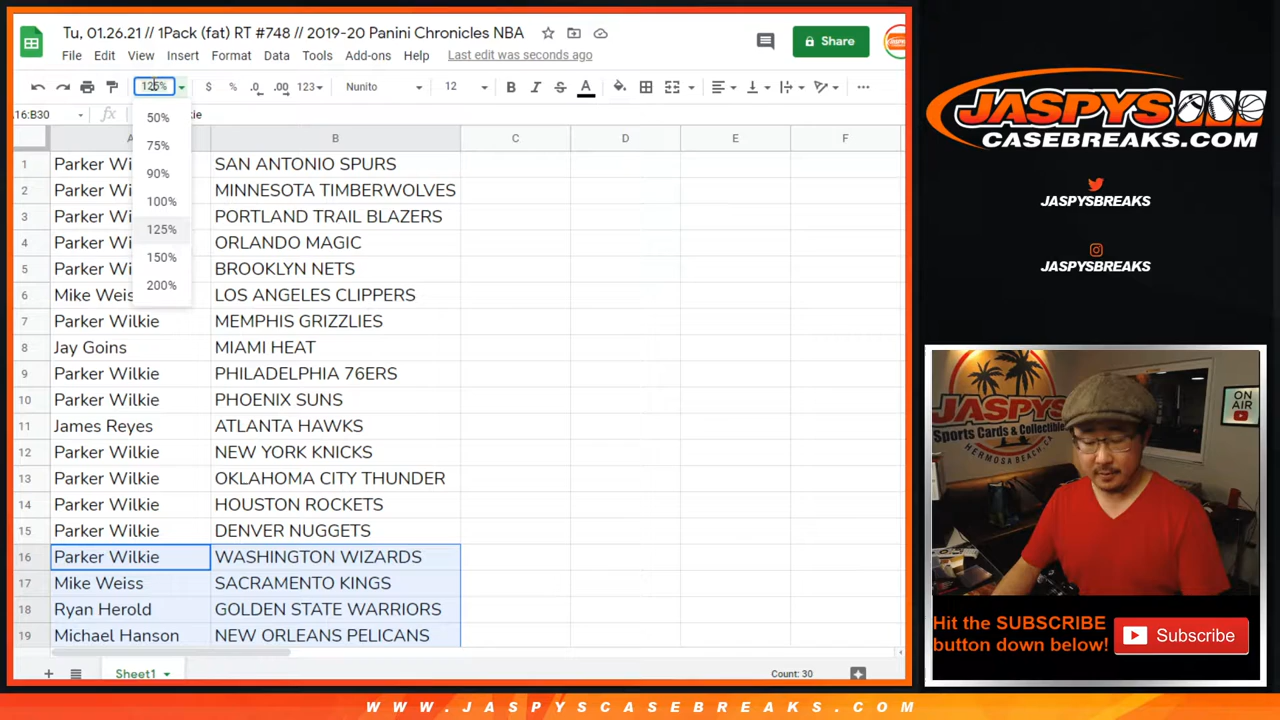 Tu, 01.26.21 // 1Pack (fat) RT #748 // 2019-20 Panini Chronicles NBA
File Edit View Insert Format Data Tools Add-ons Help Last edit was seconds ago
Share
125% $ % .0 .00 123 Nunito 12 B I S A
16:B30 fx kie
50%
75%
90%
100%
125%
150%
200%
A B C D E F
1 Parker Wi SAN ANTONIO SPURS
2 Parker Wi MINNESOTA TIMBERWOLVES
3 Parker Wi PORTLAND TRAIL BLAZERS
4 Parker Wi ORLANDO MAGIC
5 Parker Wi BROOKLYN NETS
6 Mike Weis LOS ANGELES CLIPPERS
7 Parker Wilkie MEMPHIS GRIZZLIES
8 Jay Goins MIAMI HEAT
9 Parker Wilkie PHILADELPHIA 76ERS
10 Parker Wilkie PHOENIX SUNS
11 James Reyes ATLANTA HAWKS
12 Parker Wilkie NEW YORK KNICKS
13 Parker Wilkie OKLAHOMA CITY THUNDER
14 Parker Wilkie HOUSTON ROCKETS
15 Parker Wilkie DENVER NUGGETS
16 Parker Wilkie WASHINGTON WIZARDS
17 Mike Weiss SACRAMENTO KINGS
18 Ryan Herold GOLDEN STATE WARRIORS
19 Michael Hanson NEW ORLEANS PELICANS
Sheet1 Count: 30
JASPYS
CASEBREAKS.COM
JASPYSBREAKS
JASPYSBREAKS
JASPYS
Sports Cards & Collectibles
HERMOSA BEACH,
ON
AIR
Hit the SUBSCRIBE
button down below!
Subscribe
WWW.JASPYSCASEBREAKS.COM